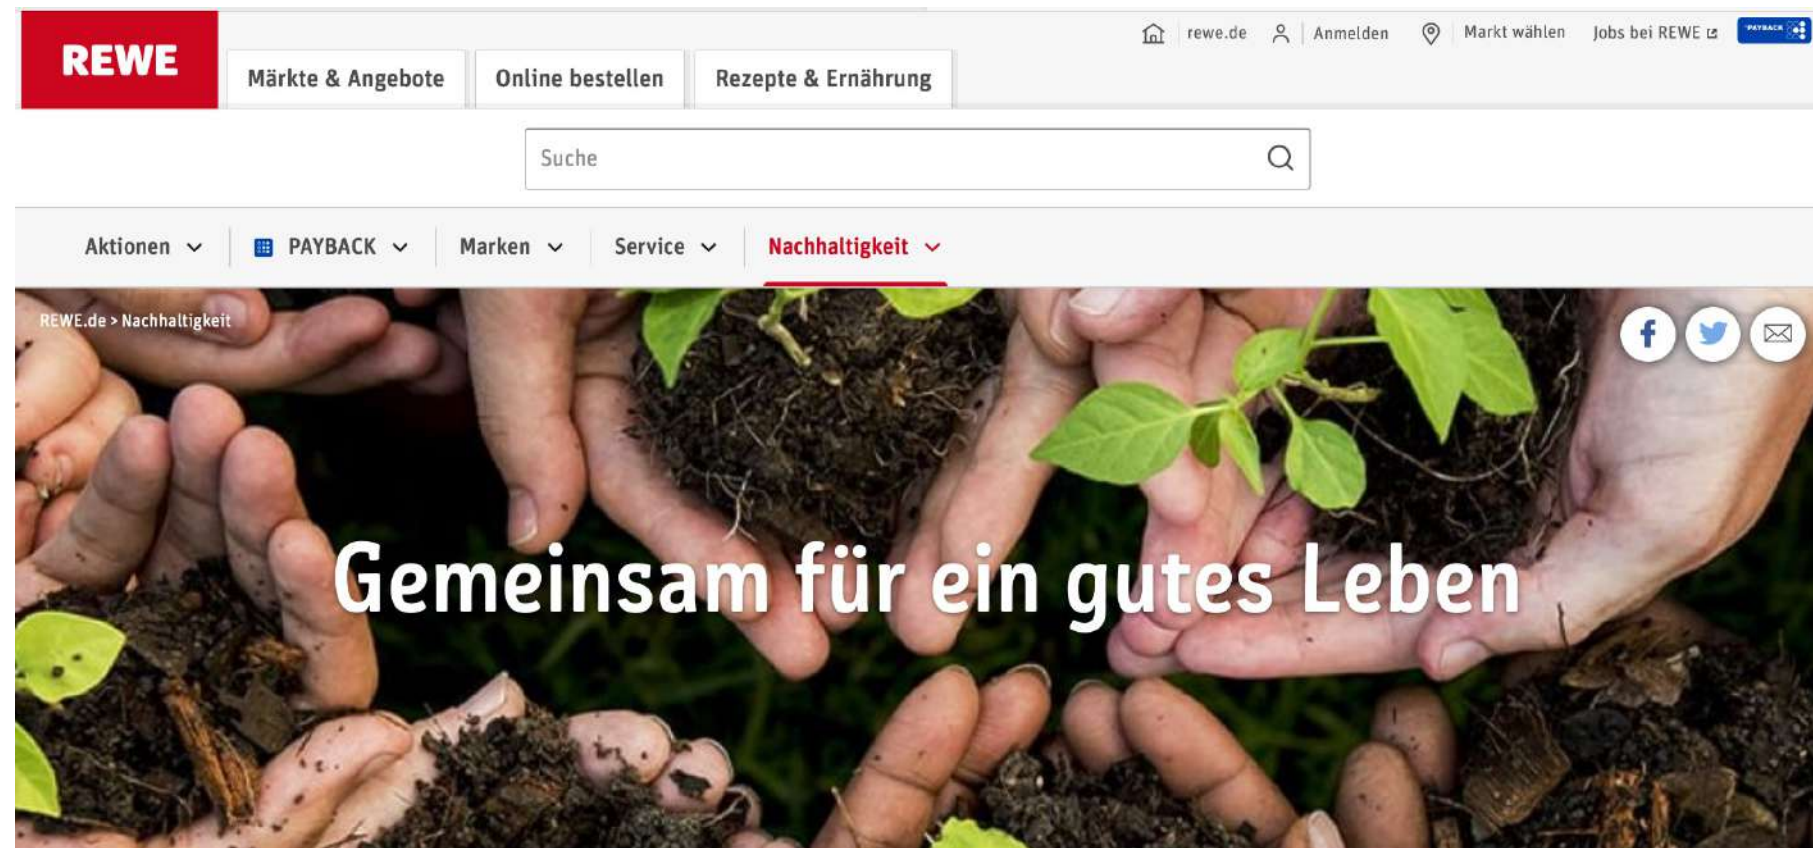 REWE
rewe.de
Anmelden
Markt wählen
Jobs bei REWE
PAYBACK
Märkte & Angebote
Online bestellen
Rezepte & Ernährung
Suche
Aktionen
PAYBACK
Marken
Service
Nachhaltigkeit
REWE.de > Nachhaltigkeit
Gemeinsam für ein gutes Leben